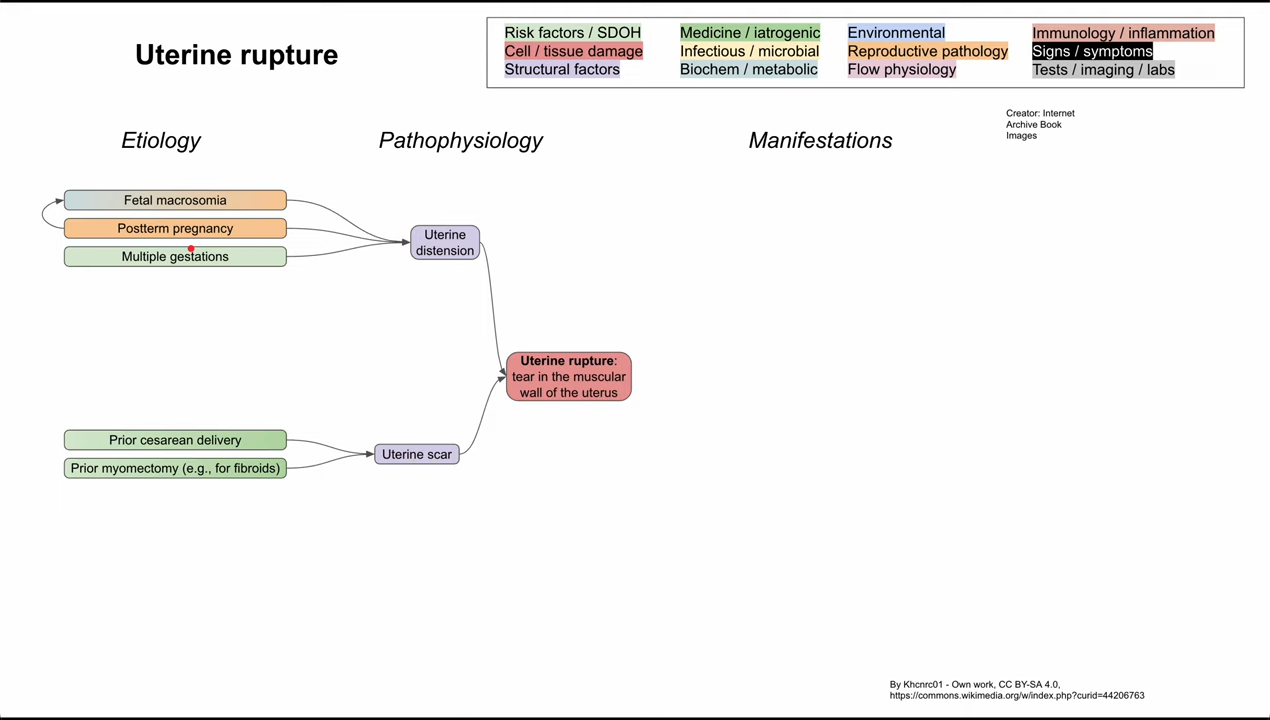 Uterine rupture
Risk factors / SDOH
Cell / tissue damage
Structural factors
Medicine / iatrogenic
Infectious / microbial
Biochem / metabolic
Environmental
Reproductive pathology
Flow physiology
Immunology / inflammation
Signs / symptoms
Tests / imaging / labs
Creator: Internet
Archive Book
Images
Etiology
Pathophysiology
Manifestations
Fetal macrosomia
Postterm pregnancy
Multiple gestations
Uterine
distension
Uterine rupture:
tear in the muscular
wall of the uterus
Prior cesarean delivery
Prior myomectomy (e.g., for fibroids)
Uterine scar
By Khcnrc01 - Own work, CC BY-SA 4.0,
https://commons.wikimedia.org/w/index.php?curid=44206763